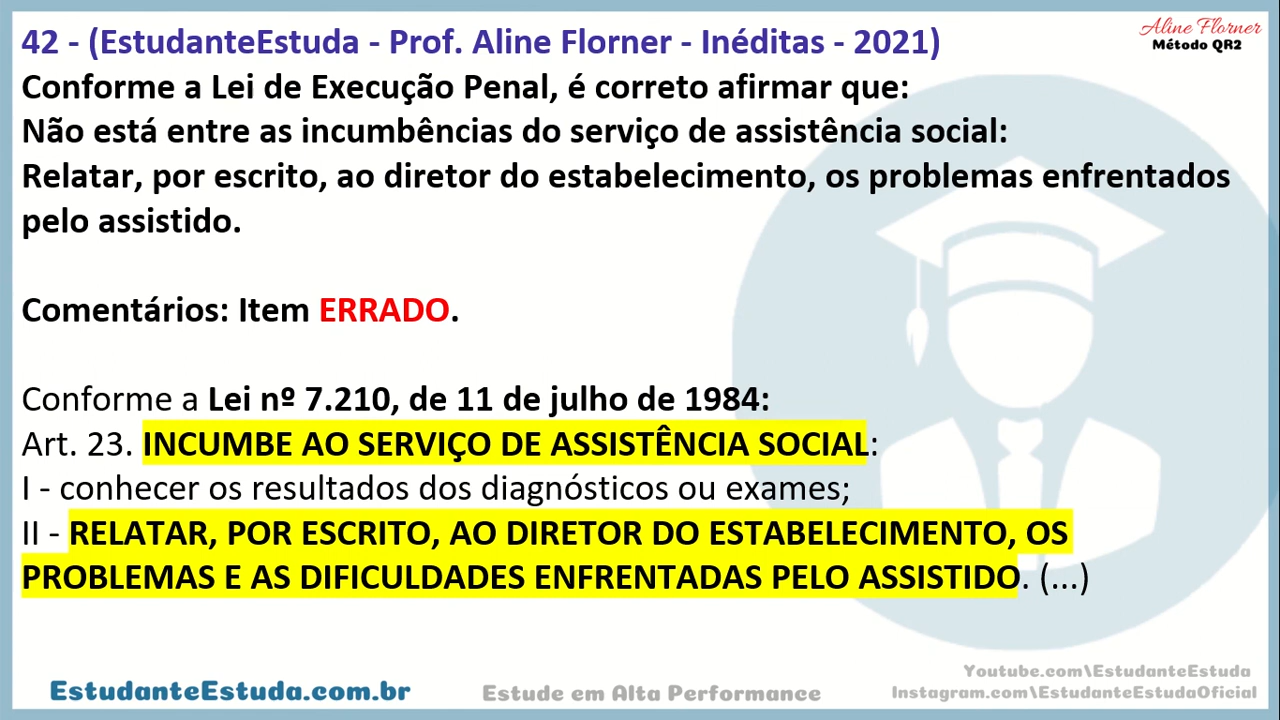 42 - (EstudanteEstuda - Prof. Aline Florner - Inéditas - 2021)
Aline Florner
Método QR2
Conforme a Lei de Execução Penal, é correto afirmar que:
Não está entre as incumbências do serviço de assistência social:
Relatar, por escrito, ao diretor do estabelecimento, os problemas enfrentados
pelo assistido.
Comentários: Item ERRADO.
Conforme a Lei nº 7.210, de 11 de julho de 1984:
Art. 23. INCUMBE AO SERVIÇO DE ASSISTÊNCIA SOCIAL:
I - conhecer os resultados dos diagnósticos ou exames;
II - RELATAR, POR ESCRITO, AO DIRETOR DO ESTABELECIMENTO, OS
PROBLEMAS E AS DIFICULDADES ENFRENTADAS PELO ASSISTIDO. (...)
EstudanteEstuda.com.br
Estude em Alta Performance
Youtube.com\EstudanteEstuda
Instagram.com\EstudanteEstudaOficial